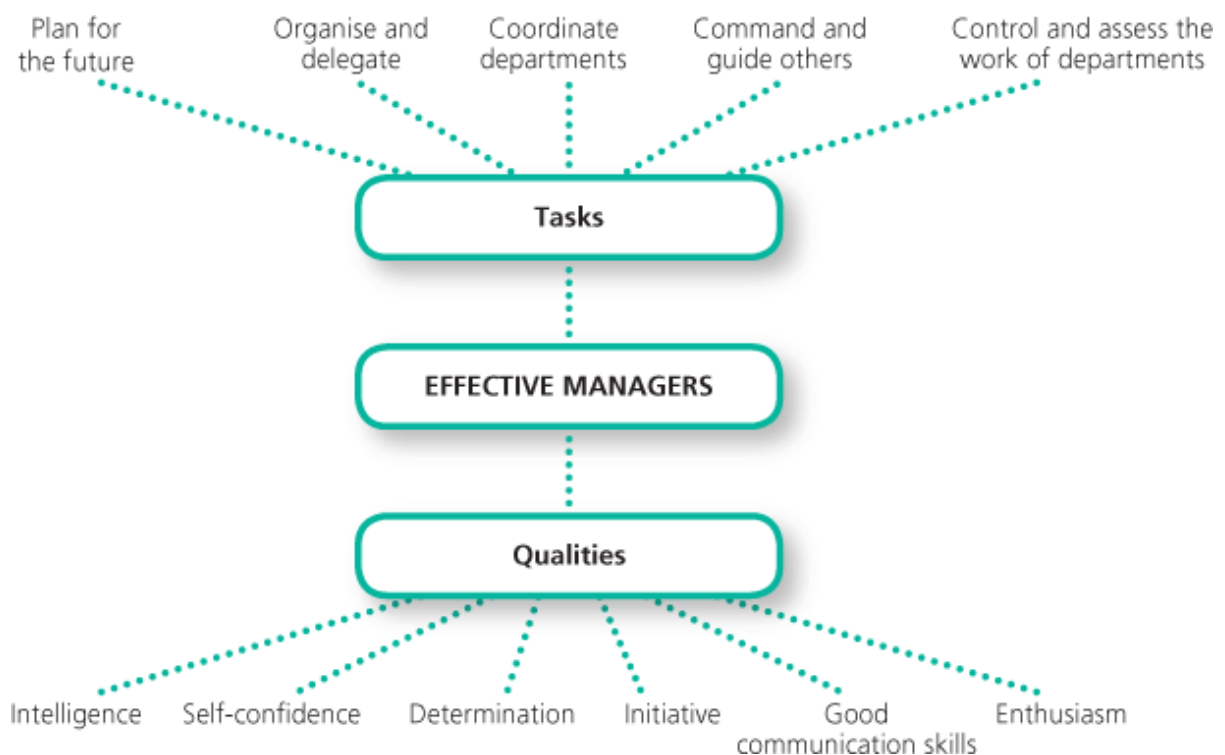 Plan for
the future
Organise and
delegate
Coordinate
departments
Command and
guide others
Control and assess the
work of departments
Tasks
EFFECTIVE MANAGERS
Qualities
Intelligence
Self-confidence
Determination
Initiative
Good
communication skills
Enthusiasm